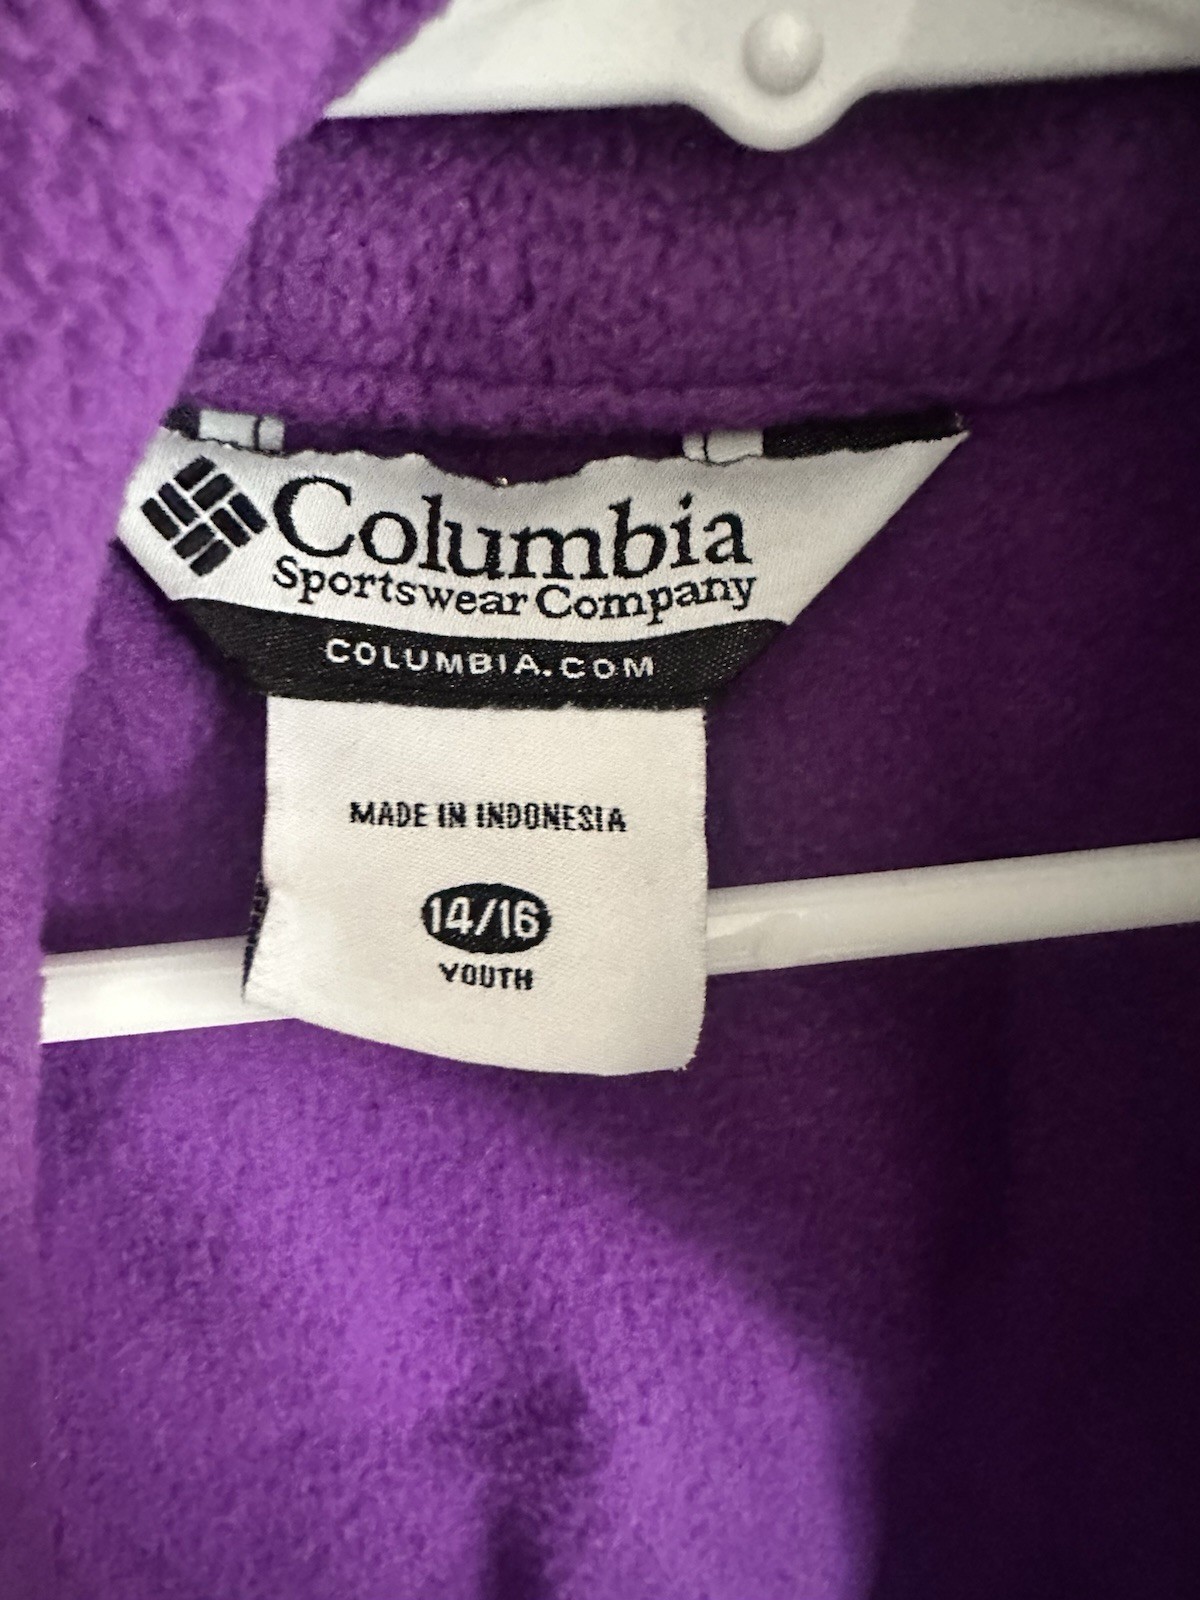 Columbia
Sportswear Company
COLUMBIA.COM
MADE IN INDONESIA
14/16
YOUTH